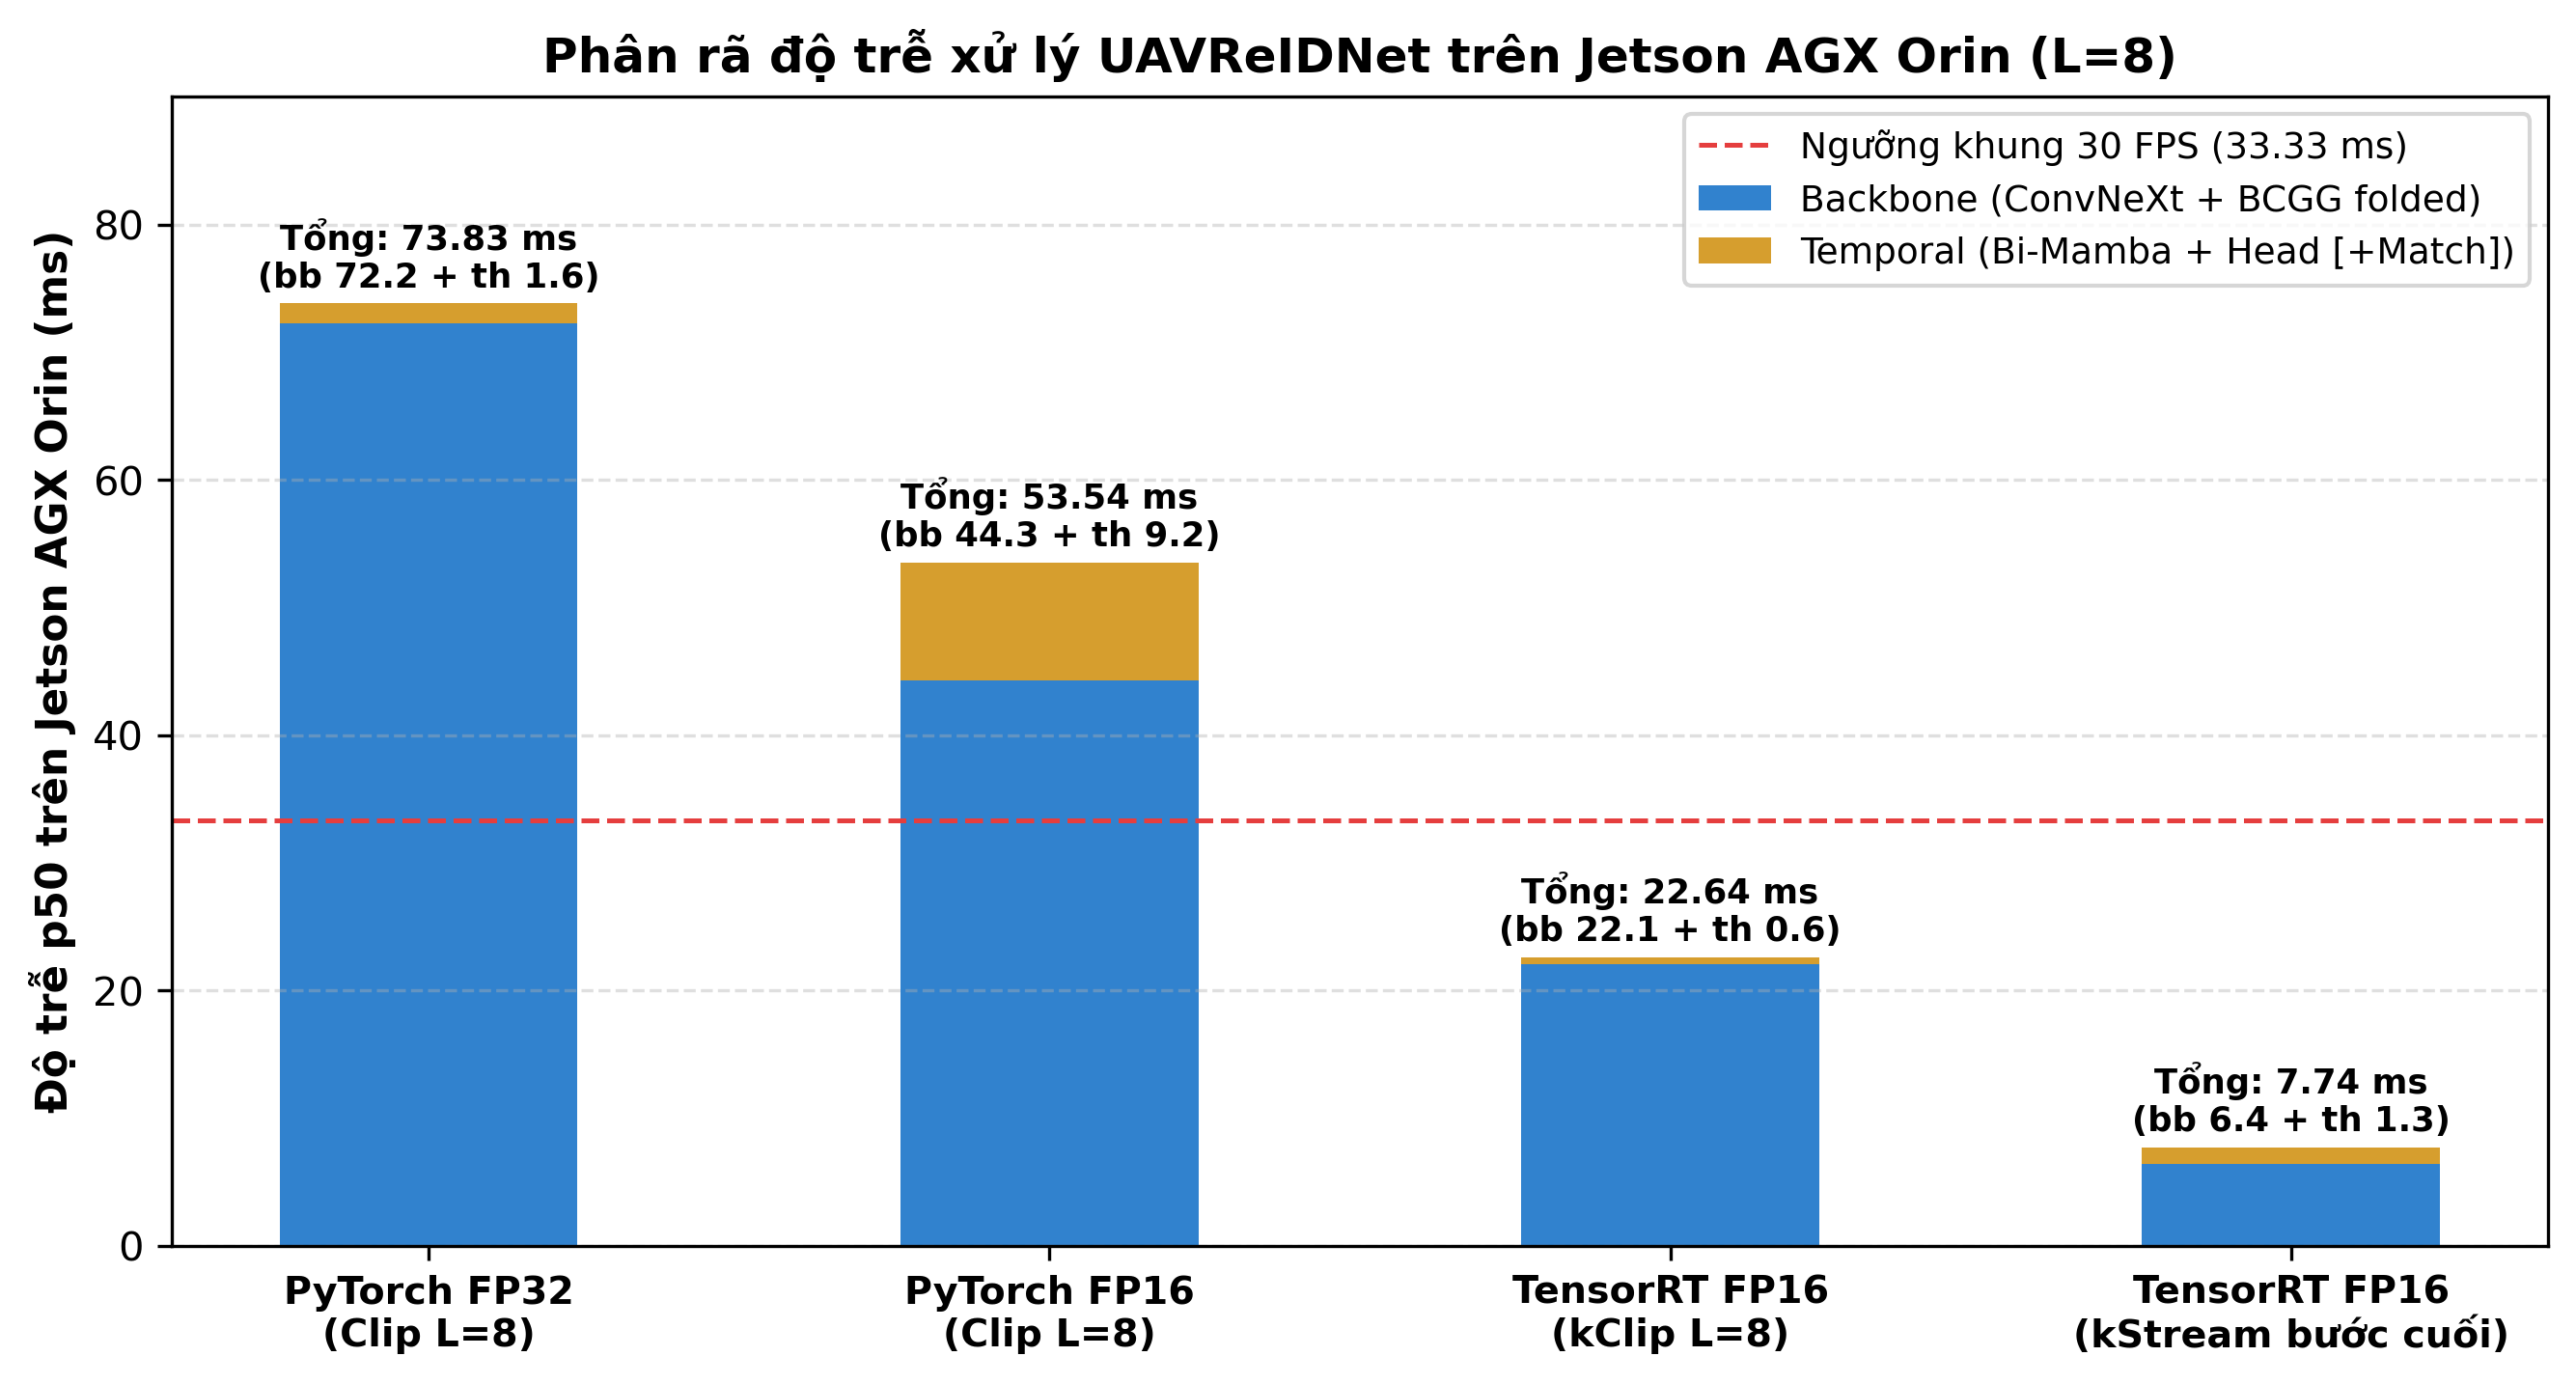 Phân rã độ trễ xử lý UAVReIDNet trên Jetson AGX Orin (L=8)
Độ trễ p50 trên Jetson AGX Orin (ms)
80
60
40
20
0
Ngưỡng khung 30 FPS (33.33 ms)
Backbone (ConvNeXt + BCGG folded)
Temporal (Bi-Mamba + Head [+Match])
Tổng: 73.83 ms
(bb 72.2 + th 1.6)
Tổng: 53.54 ms
(bb 44.3 + th 9.2)
Tổng: 22.64 ms
(bb 22.1 + th 0.6)
Tổng: 7.74 ms
(bb 6.4 + th 1.3)
PyTorch FP32
(Clip L=8)
PyTorch FP16
(Clip L=8)
TensorRT FP16
(kClip L=8)
TensorRT FP16
(kStream bước cuối)